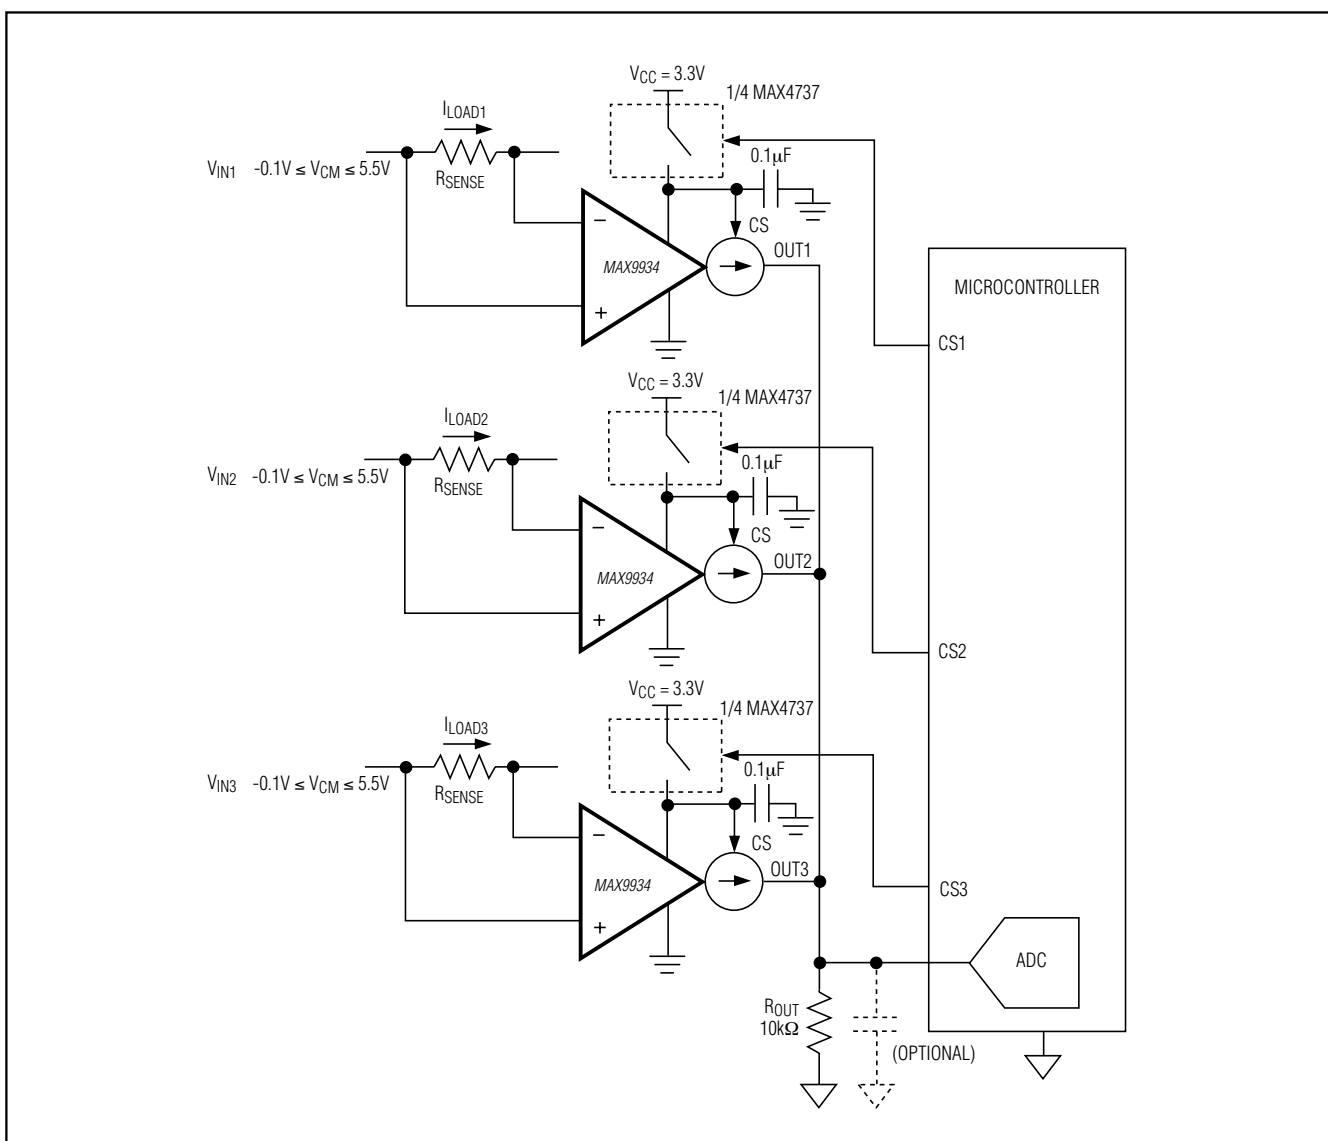 VCC = 3.3V
1/4 MAX4737
ILOAD1
0.1µF
VIN1 -0.1V ≤ VCM ≤ 5.5V
RSENSE
CS
−
OUT1
MAX9934
+
MICROCONTROLLER
CS1
VCC = 3.3V
1/4 MAX4737
ILOAD2
0.1µF
VIN2 -0.1V ≤ VCM ≤ 5.5V
RSENSE
CS
−
OUT2
MAX9934
+
CS2
VCC = 3.3V
1/4 MAX4737
ILOAD3
0.1µF
VIN3 -0.1V ≤ VCM ≤ 5.5V
RSENSE
CS
−
OUT3
MAX9934
CS3
+
ADC
ROUT
10kΩ
(OPTIONAL)